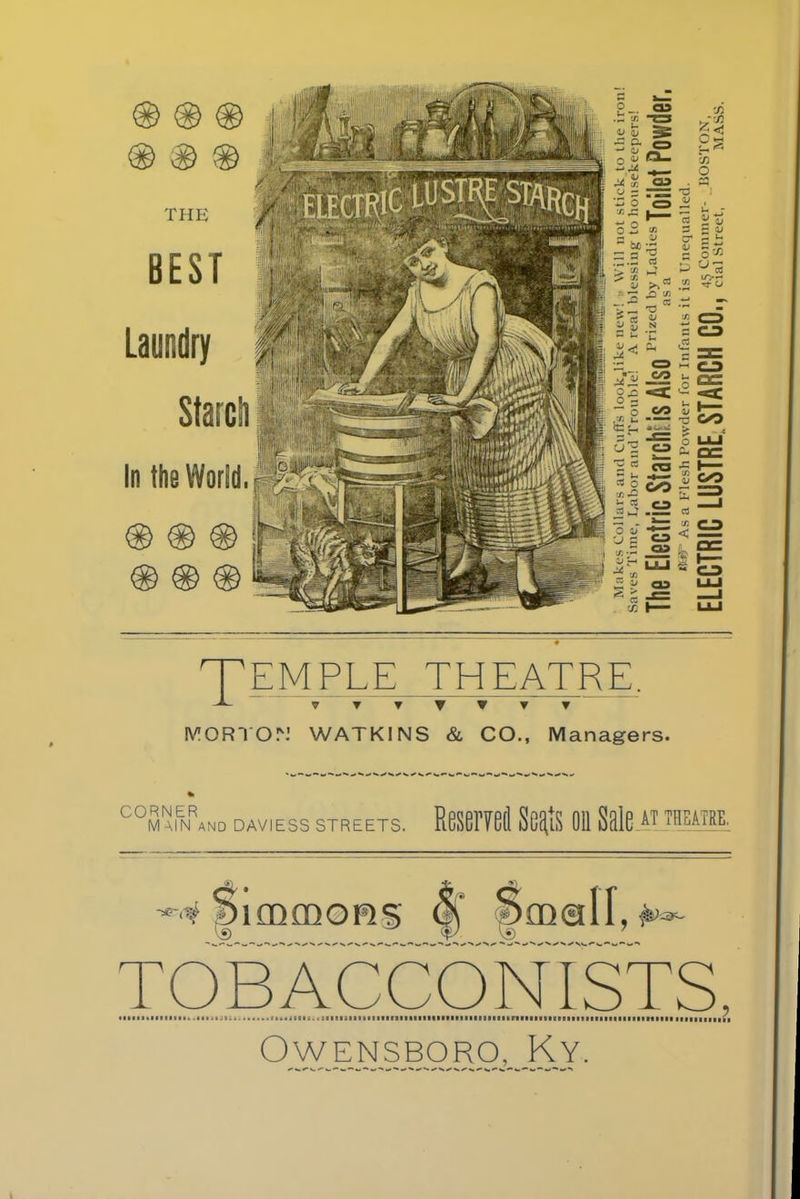 THE
BEST
Laundry
Starch
In the World.
ELECTRIC LUSTRE STARCH
Makes Collars and Cuffs look like new! Will not stick to the iron!
Saves Time, Labor and Trouble! A real blessing to housekeepers!
The Electric Starch is Also Prized by Ladies as a Toilet Powder.
As a Flesh Powder for Infants it is Unequalled.
ELECTRIC LUSTRE STARCH CO., 45 Commercial Street, BOSTON, MASS.
TEMPLE THEATRE.
MORTON WATKINS & CO., Managers.
CORNER MAIN AND DAVIESS STREETS. Reserved Seats on Sale AT THEATRE.
Simmons & Small,
TOBACCONISTS,
OWENSBORO, KY.